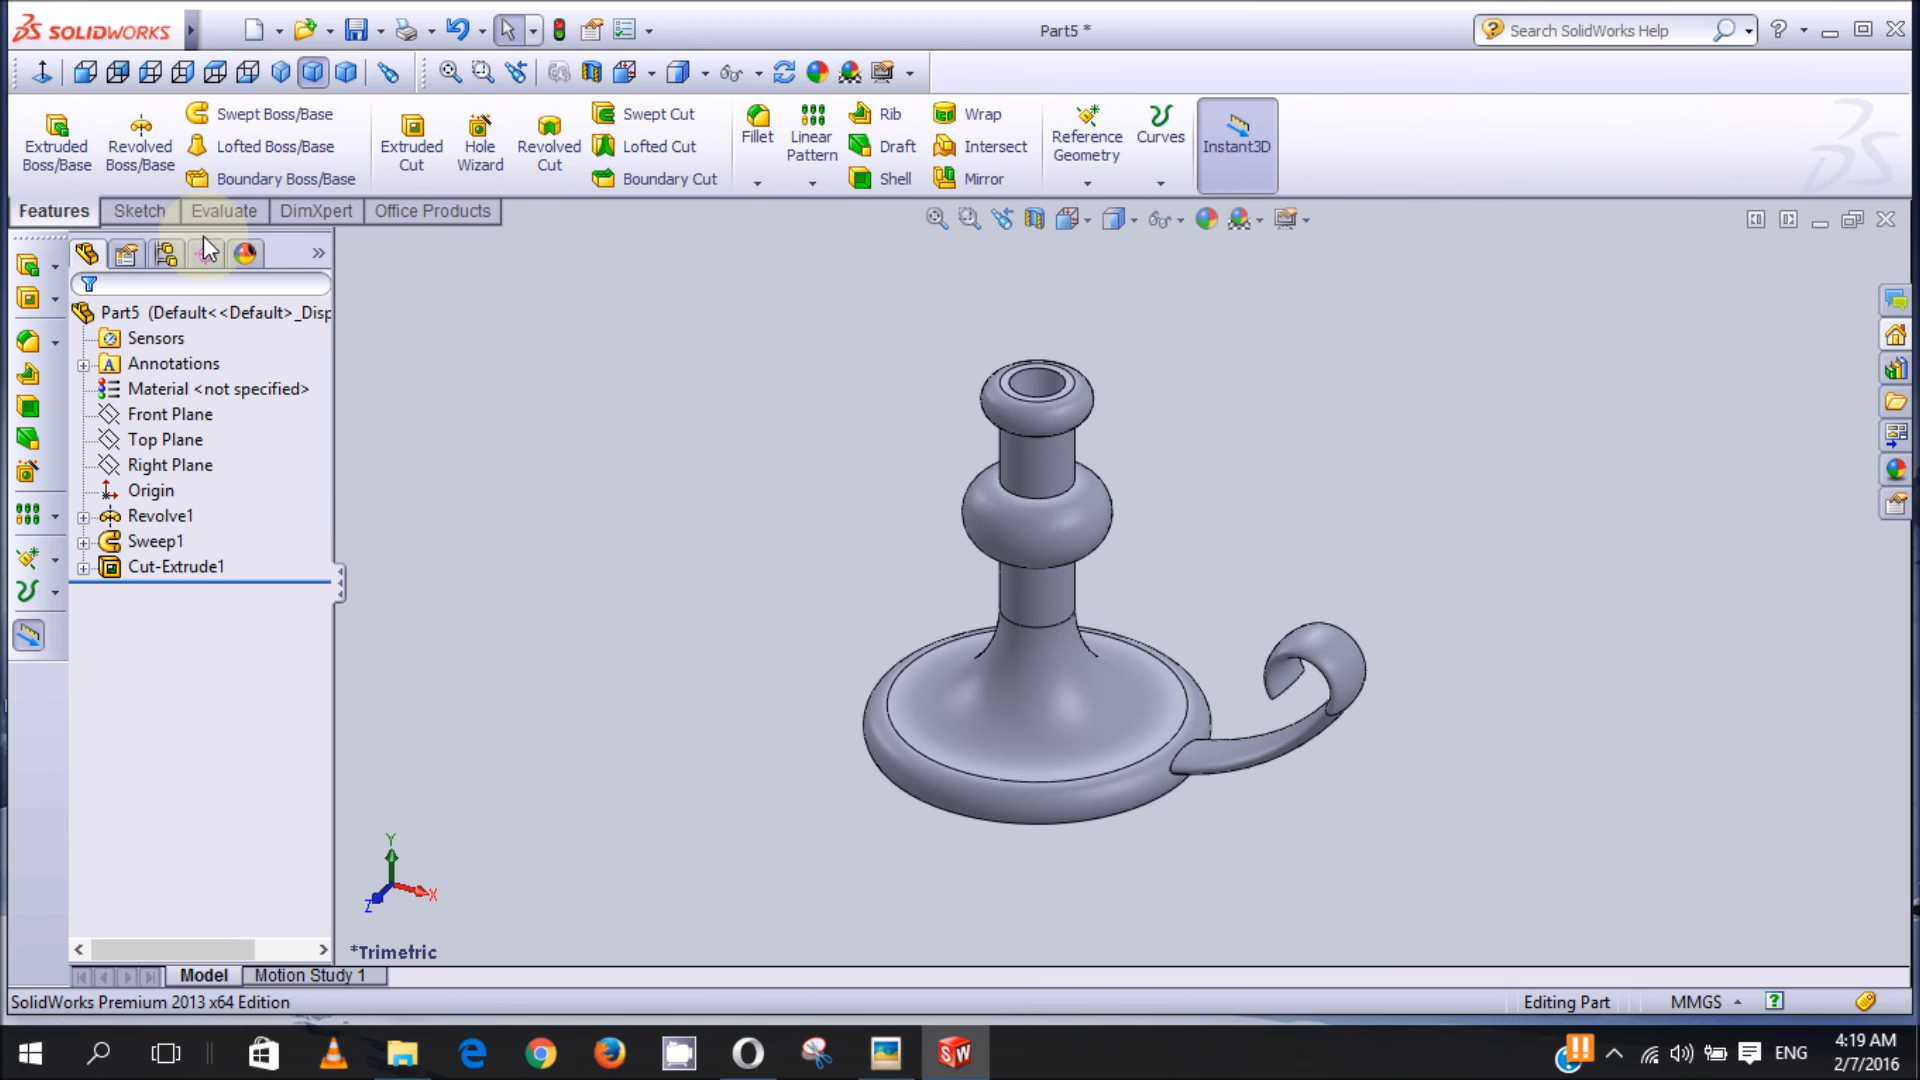 SOLIDWORKS
Part5 *
Search SolidWorks Help
Extruded
Boss/Base
Revolved
Boss/Base
Swept Boss/Base
Lofted Boss/Base
Boundary Boss/Base
Extruded
Cut
Hole
Wizard
Revolved
Cut
Swept Cut
Lofted Cut
Boundary Cut
Fillet
Linear
Pattern
Rib
Draft
Shell
Wrap
Intersect
Mirror
Reference
Geometry
Curves
Instant3D
Features Sketch Evaluate DimXpert Office Products
Part5 (Default<<Default>_Disp
Sensors
Annotations
Material <not specified>
Front Plane
Top Plane
Right Plane
Origin
Revolve1
Sweep1
Cut-Extrude1
Y
X
Z
*Trimetric
Model Motion Study 1
SolidWorks Premium 2013 x64 Edition
Editing Part
MMGS
ENG
4:19 AM
2/7/2016